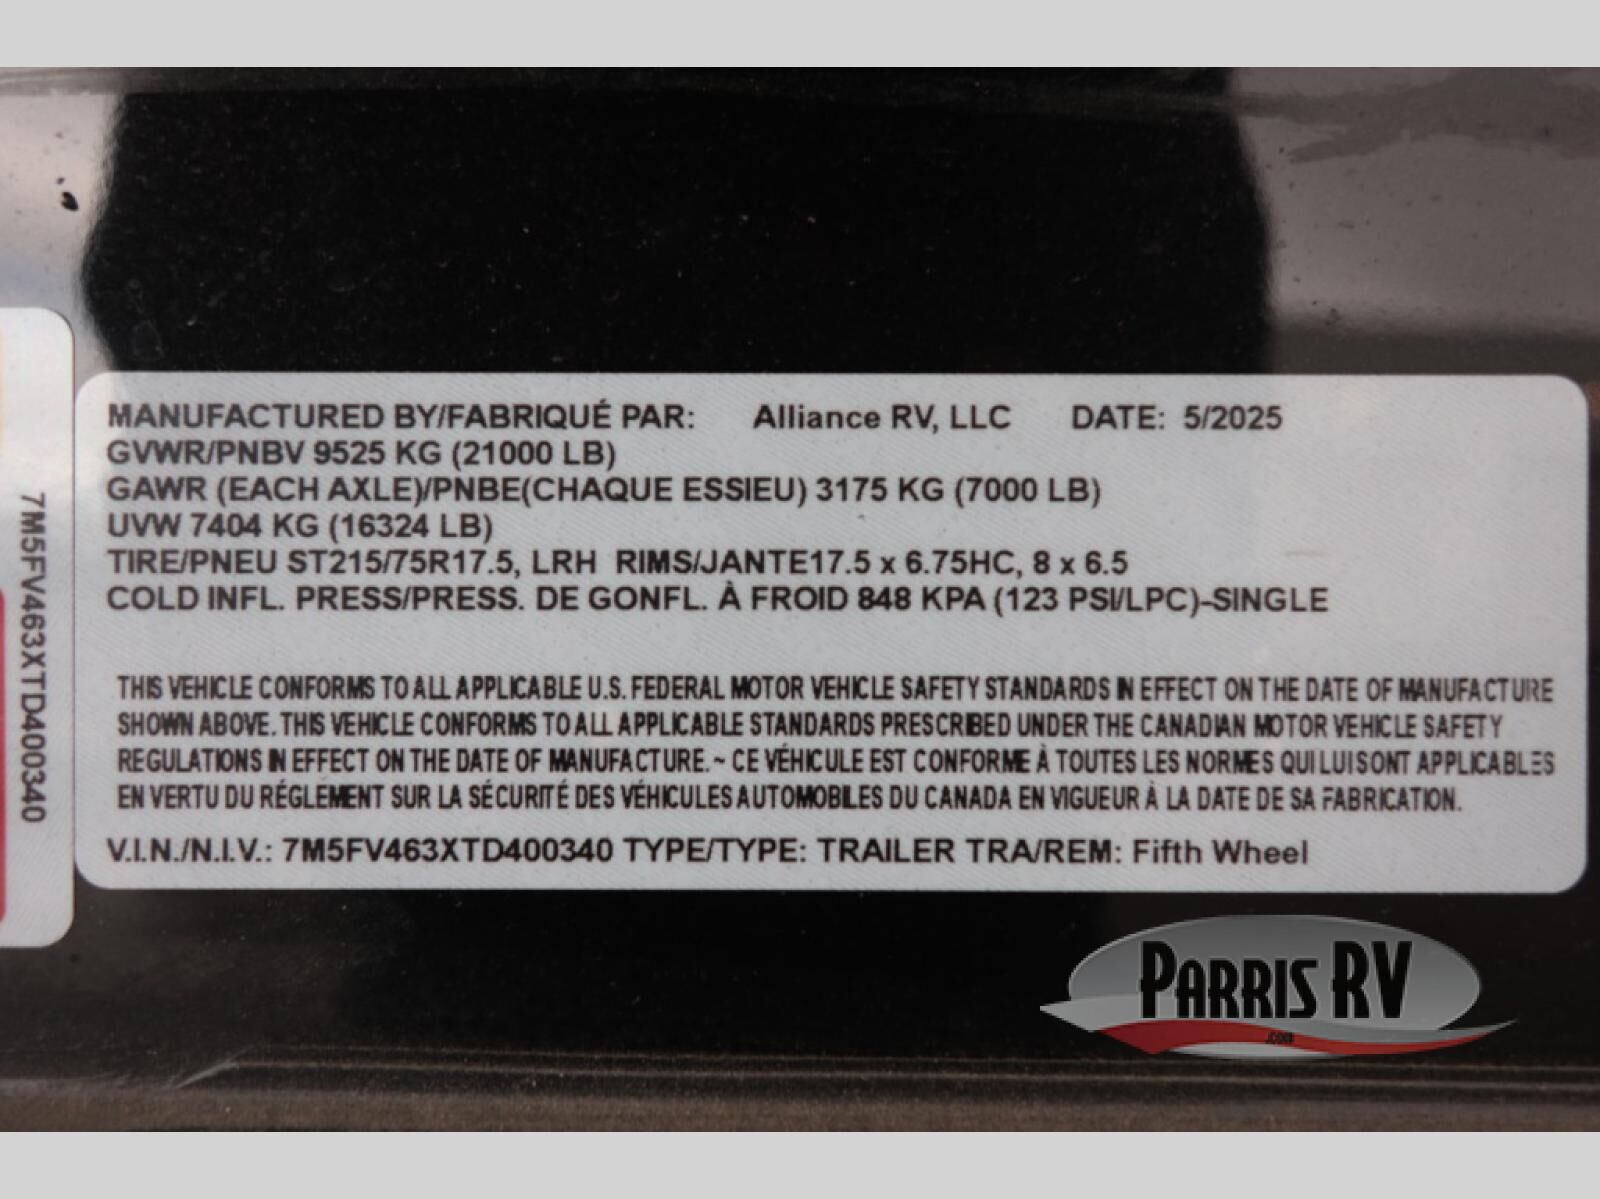 MANUFACTURED BY/FABRIQUÉ PAR: Alliance RV, LLC DATE: 5/2025
GVWR/PNBV 9525 KG (21000 LB)
GAWR (EACH AXLE)/PNBE(CHAQUE ESSIEU) 3175 KG (7000 LB)
UVW 7404 KG (16324 LB)
TIRE/PNEU ST215/75R17.5, LRH RIMS/JANTE17.5 x 6.75HC, 8 x 6.5
COLD INFL. PRESS/PRESS. DE GONFL. À FROID 848 KPA (123 PSI/LPC)-SINGLE
THIS VEHICLE CONFORMS TO ALL APPLICABLE U.S. FEDERAL MOTOR VEHICLE SAFETY STANDARDS IN EFFECT ON THE DATE OF MANUFACTURE
SHOWN ABOVE. THIS VEHICLE CONFORMS TO ALL APPLICABLE STANDARDS PRESCRIBED UNDER THE CANADIAN MOTOR VEHICLE SAFETY
REGULATIONS IN EFFECT ON THE DATE OF MANUFACTURE. ~ CE VÉHICULE EST CONFORME À TOUTES LES NORMES QUI LUI SONT APPLICABLES
EN VERTU DU RÉGLEMENT SUR LA SÉCURITÉ DES VÉHICULES AUTOMOBILES DU CANADA EN VIGUEUR À LA DATE DE SA FABRICATION.
V.I.N./N.I.V.: 7M5FV463XTD400340 TYPE/TYPE: TRAILER TRA/REM: Fifth Wheel
7M5FV463XTD400340
PARRIS RV
.COM